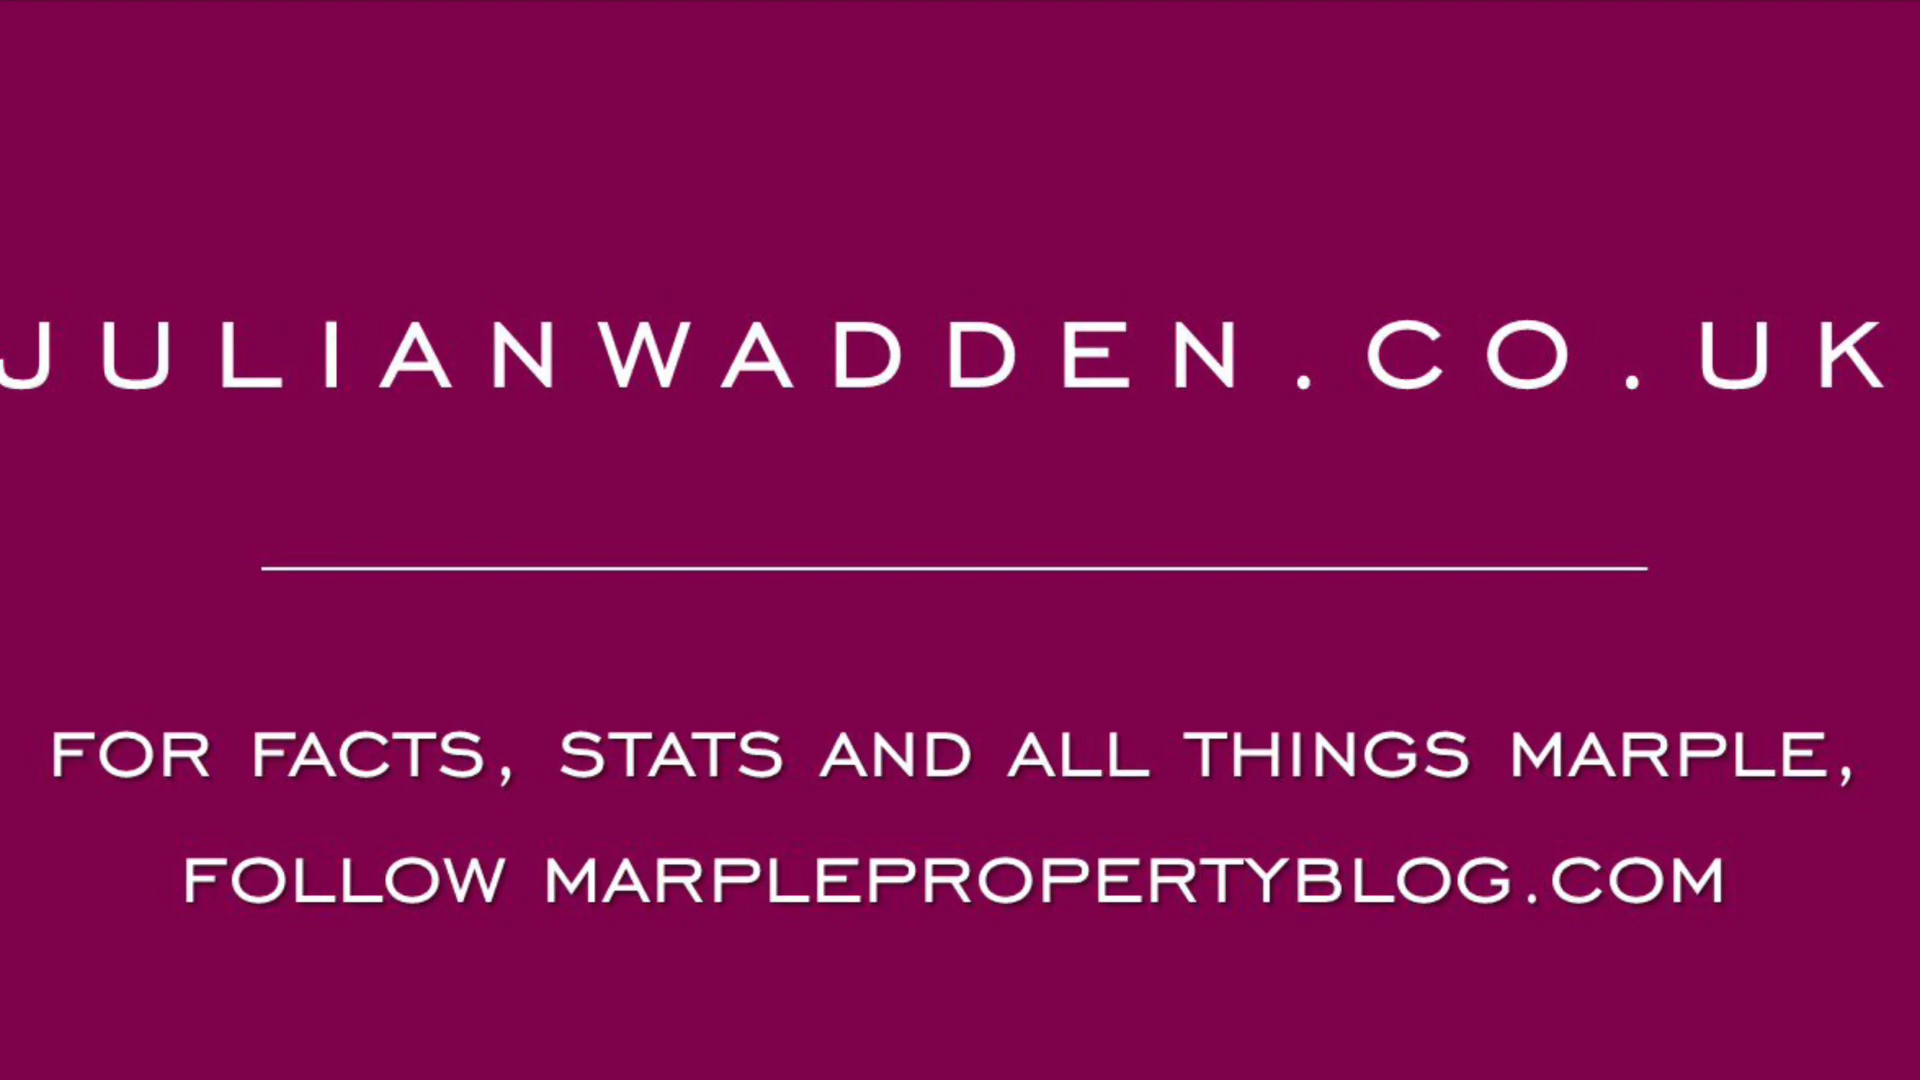 JULIANWADDEN.CO.UK
FOR FACTS, STATS AND ALL THINGS MARPLE,
FOLLOW MARPLEPROPERTYBLOG.COM